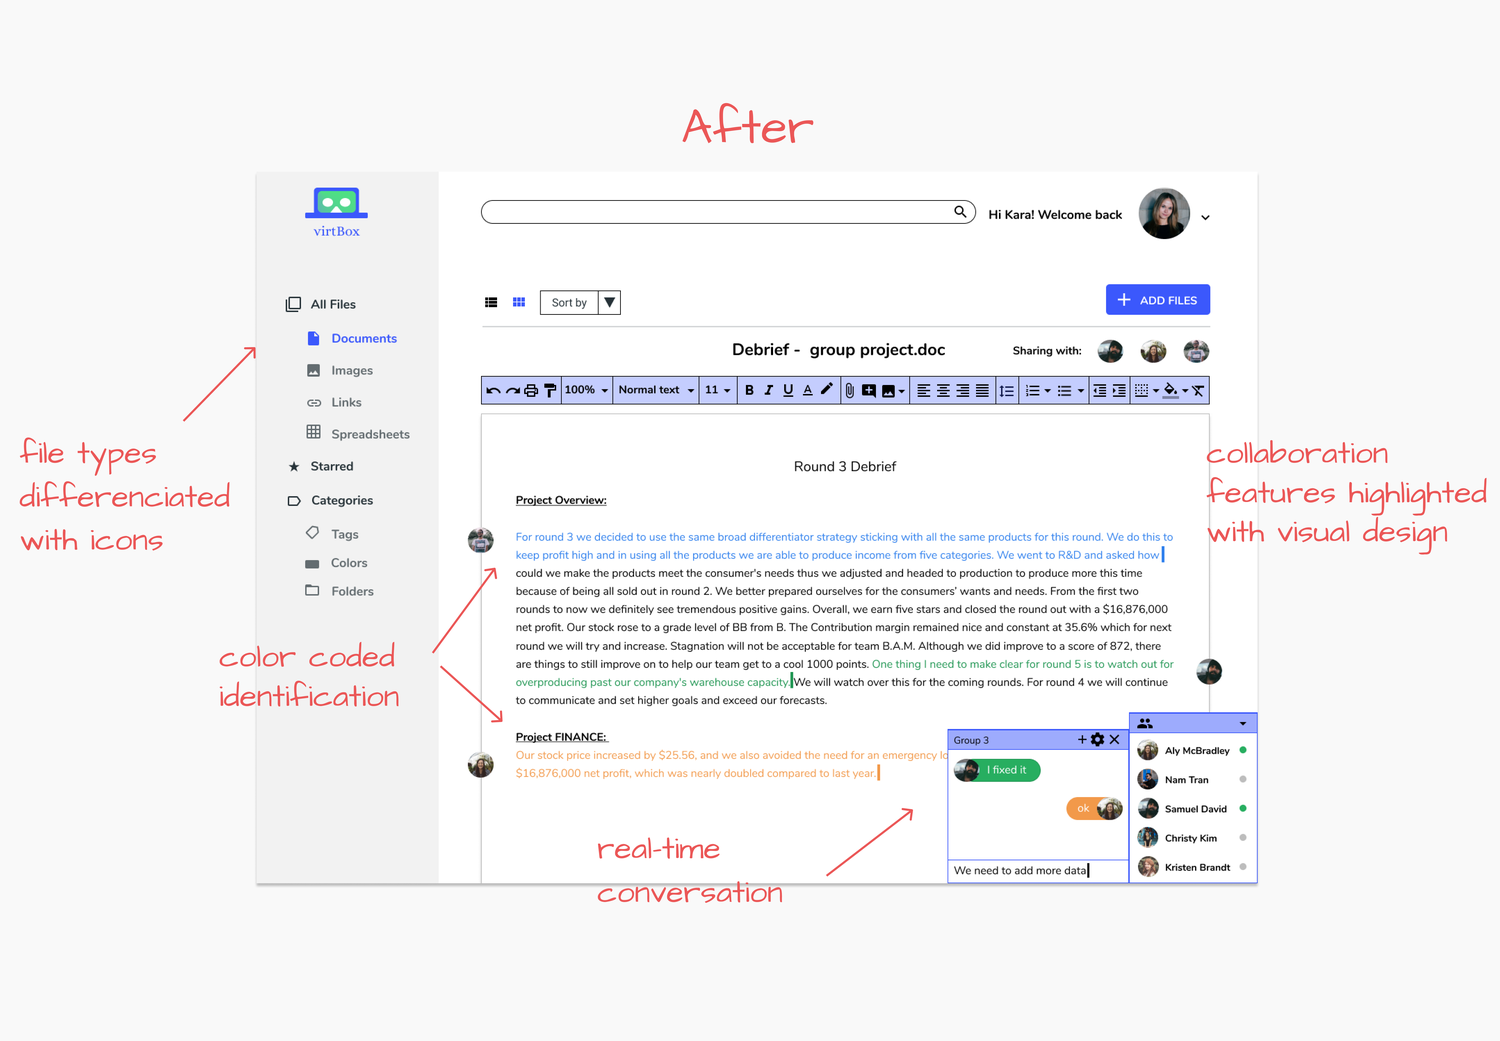 After
virtBox
Hi Kara! Welcome back
All Files
Documents
Images
Links
Spreadsheets
Starred
Categories
Tags
Colors
Folders
Sort by
ADD FILES
Debrief - group project.doc
Sharing with:
100%
Normal text
11
B I U A
Round 3 Debrief
Project Overview:
For round 3 we decided to use the same broad differentiator strategy sticking with all the same products for this round. We do this to
keep profit high and in using all the products we are able to produce income from five categories. We went to R&D and asked how
could we make the products meet the consumer's needs thus we adjusted and headed to production to produce more this time
because of being all sold out in round 2. We better prepared ourselves for the consumers' wants and needs. From the first two
rounds to now we definitely see tremendous positive gains. Overall, we earn five stars and closed the round out with a $16,876,000
net profit. Our stock rose to a grade level of BB from B. The Contribution margin remained nice and constant at 35.6% which for next
round we will try and increase. Stagnation will not be acceptable for team B.A.M. Although we did improve to a score of 872, there
are things to still improve on to help our team get to a cool 1000 points. One thing I need to make clear for round 5 is to watch out for
overproducing past our company's warehouse capacity. We will watch over this for the coming rounds. For round 4 we will continue
to communicate and set higher goals and exceed our forecasts.
Project FINANCE:
Our stock price increased by $25.56, and we also avoided the need for an emergency
$16,876,000 net profit, which was nearly doubled compared to last year.
Group 3
I fixed it
ok
We need to add more data
Aly McBradley
Nam Tran
Samuel David
Christy Kim
Kristen Brandt
file types
differenciated
with icons
color coded
identification
real-time
conversation
collaboration
features highlighted
with visual design